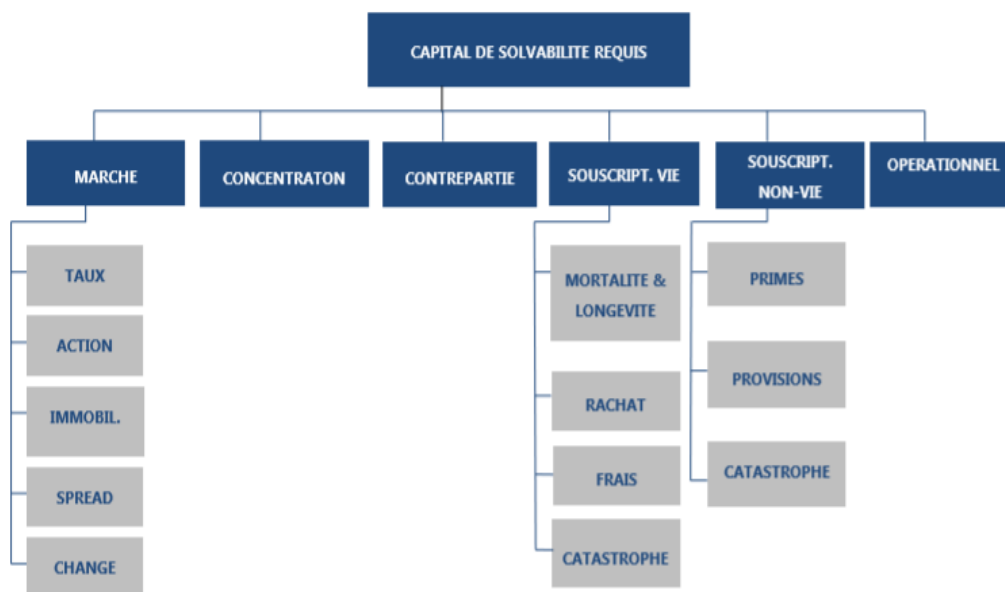 CAPITAL DE SOLVABILITE REQUIS
MARCHE
CONCENTRATON
CONTREPARTIE
SOUSCRIPT. VIE
SOUSCRIPT.
NON-VIE
OPERATIONNEL
TAUX
ACTION
IMMOBIL.
SPREAD
CHANGE
MORTALITE &
LONGEVITE
RACHAT
FRAIS
CATASTROPHE
PRIMES
PROVISIONS
CATASTROPHE